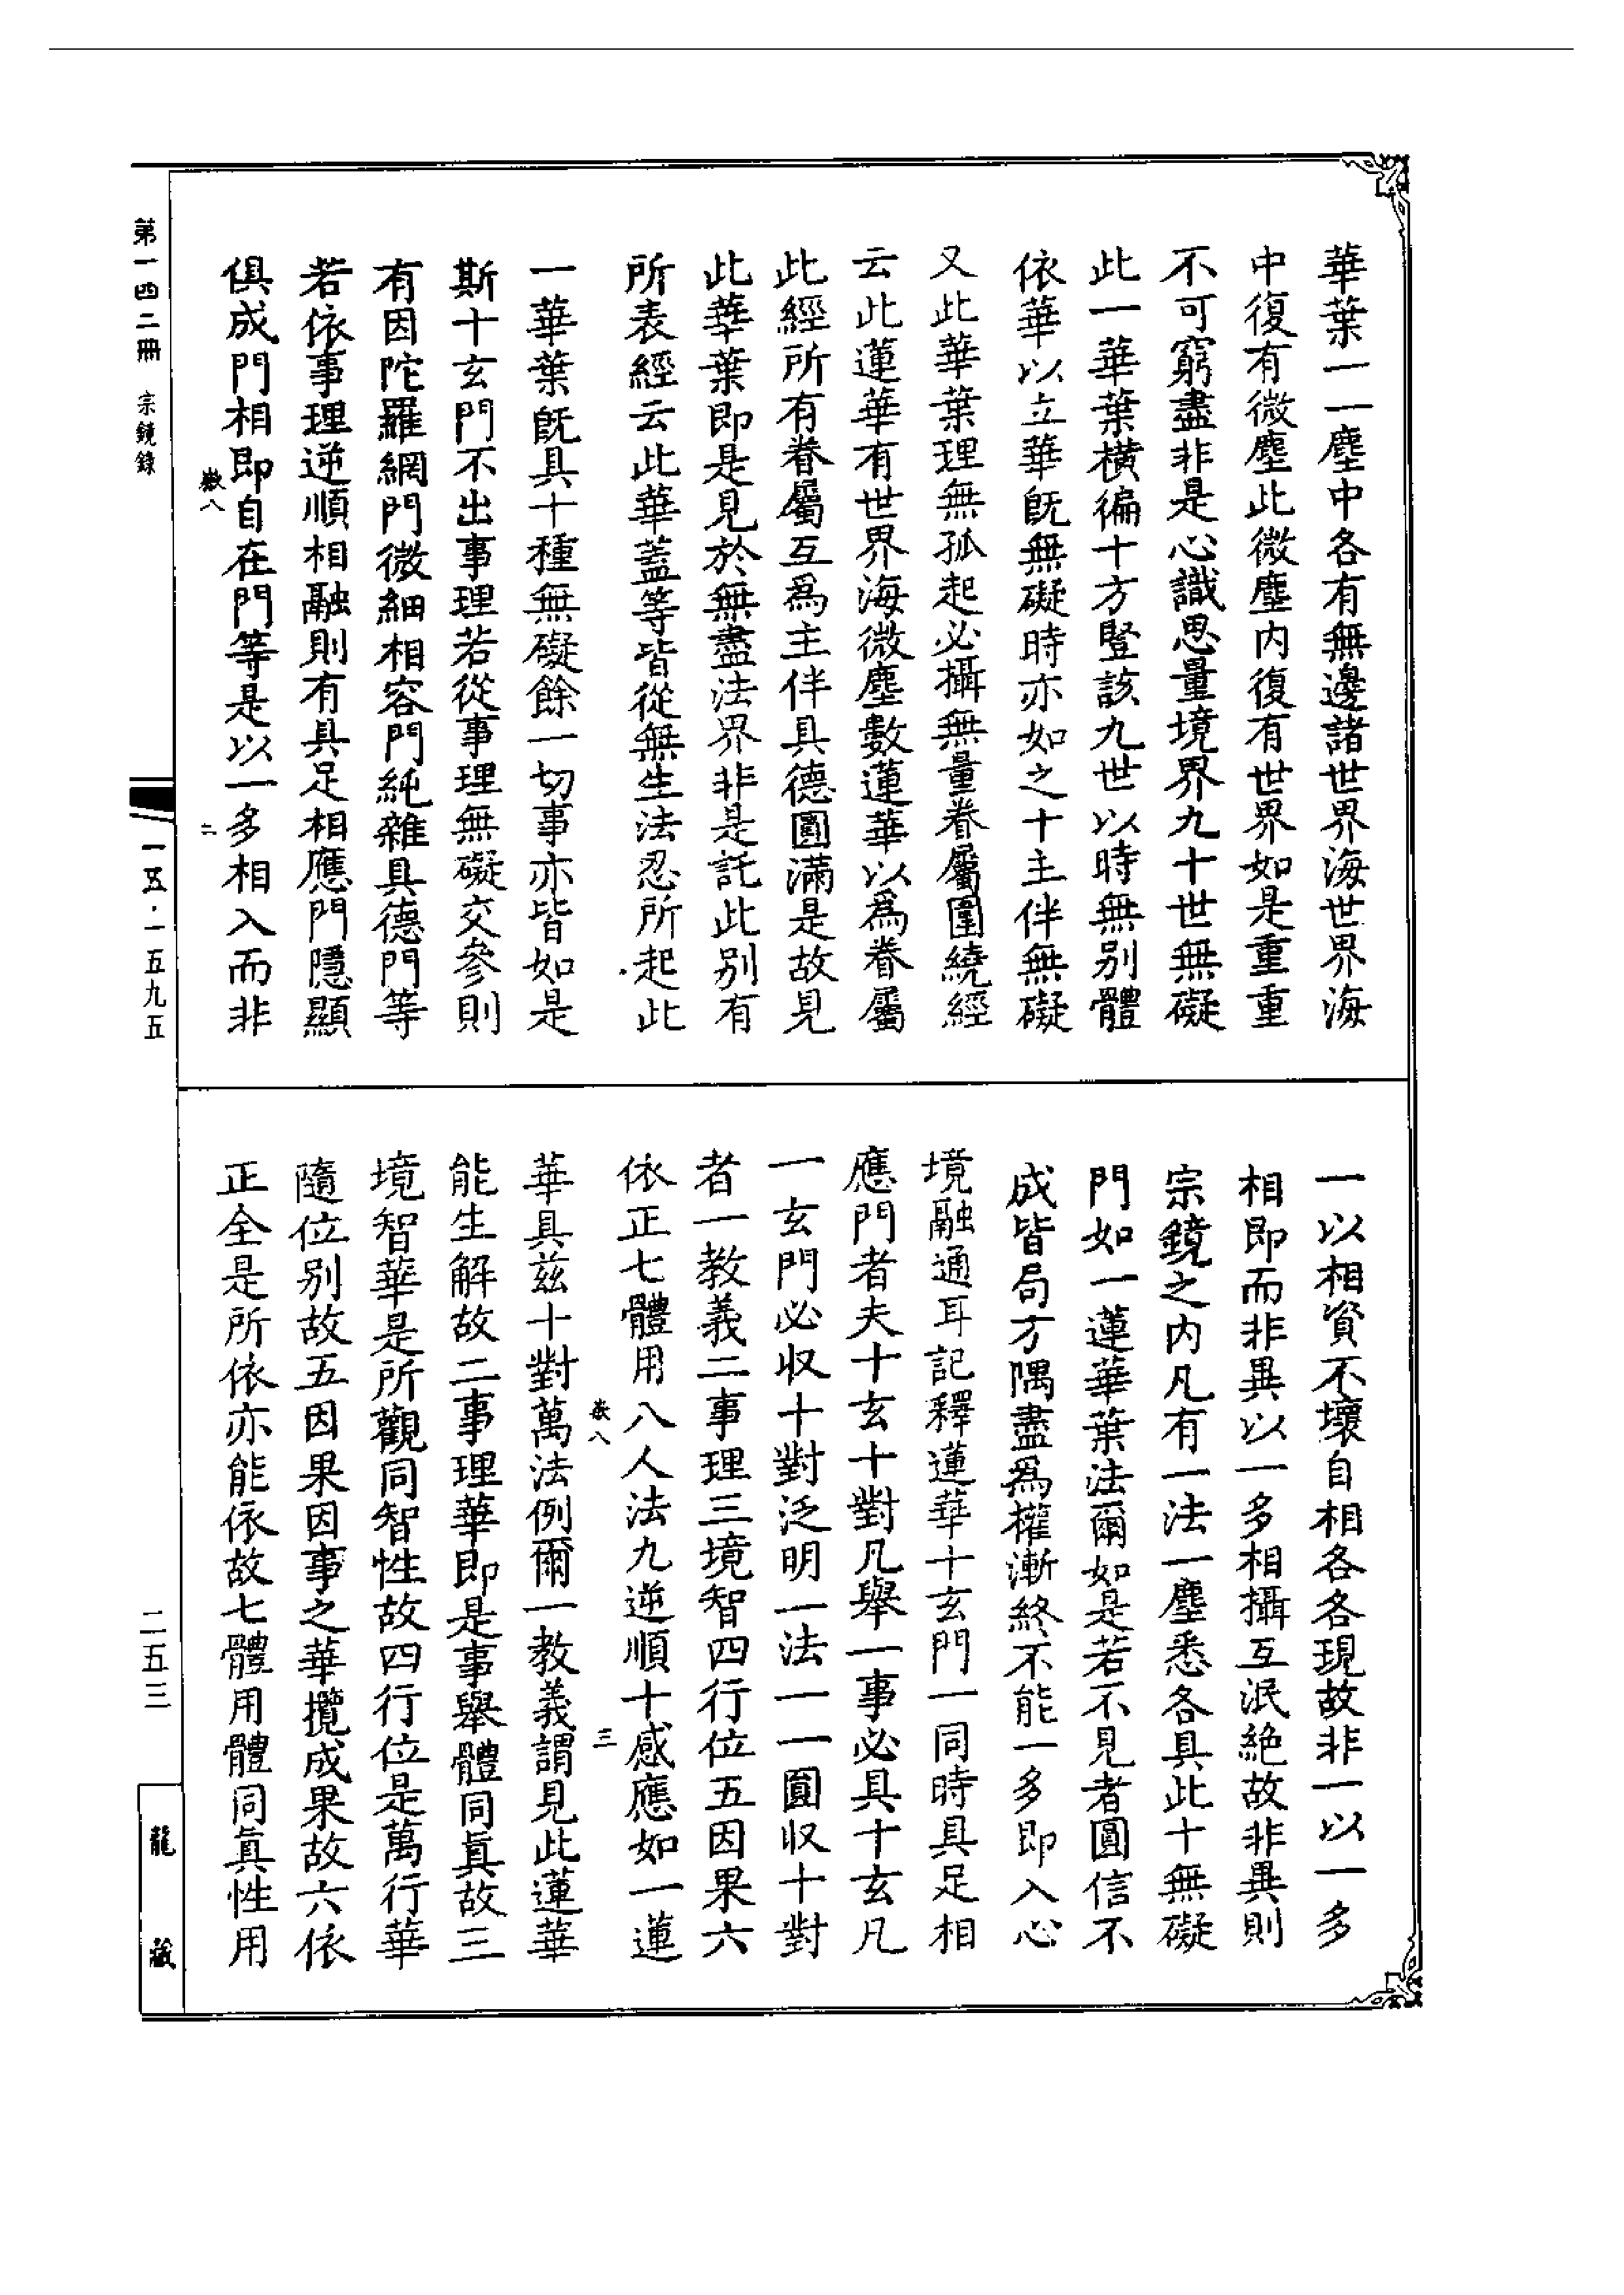 華葉一一塵中各有無邊諸世界海世界海
中復有微塵此微塵内復有世界如是重重
不可窮盡非是心識思量境界九十世無礙
此一華葉横徧十方竪該九世以時無别體
依華以立華旣無礙時亦如之十主伴無礙
又此華葉理無孤起必攝無量眷屬圍繞經
云此蓮華有世界海微塵數蓮華以爲眷屬
此經所有眷屬互爲主伴具德圓滿是故見
此華葉即是見於無盡法界非是託此别有
所表經云此華蓋等皆從無生法忍所起此
一華葉旣具十種無礙餘一切事亦皆如是
斯十玄門不出事理若從事理無礙交參則
有因陀羅網門微細相容門純雜具德門等
若依事理逆順相融則有具足相應門隱顯
俱成門相即自在門等是以一多相入而非
嶽八
二
一以相資不壞自相各各現故非一以一多
相即而非異以一多相攝互泯絶故非異則
宗鏡之内凡有一法一塵悉各具此十無礙
門如一蓮華葉法爾如是若不見者圓信不
成皆局方隅盡爲權漸終不能一多即入心
境融通耳記釋蓮華十玄門一同時具足相
應門者夫十玄十對凡舉一事必具十玄凡
一玄門必収十對泛明一法一一圓収十對
者一教義二事理三境智四行位五因果六
依正七體用八人法九逆順十感應如一蓮
嶽八
三
華具兹十對萬法例爾一教義謂見此蓮華
能生解故二事理華即是事舉體同真故三
境智華是所觀同智性故四行位是萬行華
隨位别故五因果因事之華攬成果故六依
正全是所依亦能依故七體用體同真性用
第一四二冊 宗鏡錄
一五·一五九五
二五三
龍藏